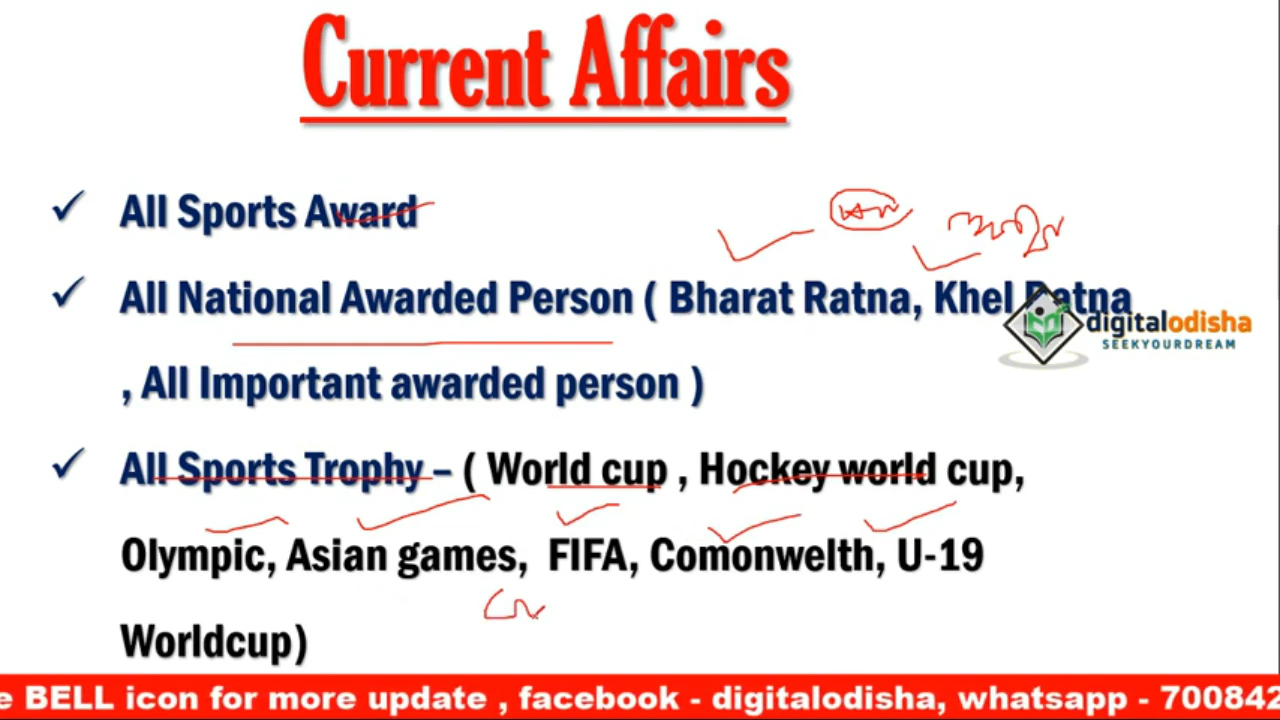 Current Affairs
✓ All Sports Award
✓ All National Awarded Person ( Bharat Ratna, Khel Ratna
, All Important awarded person )
digitalodisha
SEEKYOURDREAM
✓ All Sports Trophy – ( World cup , Hockey world cup,
Olympic, Asian games, FIFA, Comonwelth, U-19
Worldcup)
e BELL icon for more update , facebook - digitalodisha, whatsapp - 700842